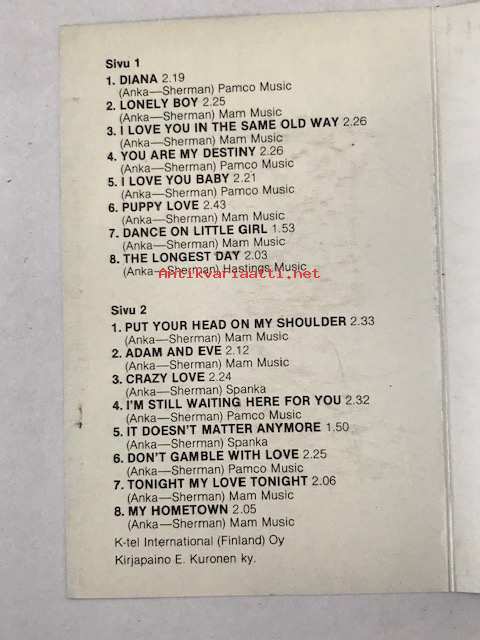 Sivu 1
1. DIANA 2.19
(Anka—Sherman) Pamco Music
2. LONELY BOY 2.25
(Anka—Sherman) Mam Music
3. I LOVE YOU IN THE SAME OLD WAY 2.26
(Anka—Sherman) Mam Music
4. YOU ARE MY DESTINY 2.26
(Anka—Sherman) Pamco Music
5. I LOVE YOU BABY 2.21
(Anka—Sherman) Pamco Music
6. PUPPY LOVE 2.43
(Anka—Sherman) Mam Music
7. DANCE ON LITTLE GIRL 1.53
(Anka—Sherman) Mam Music
8. THE LONGEST DAY 2.03
(Anka—Sherman) Hastings Music
Antikvariaatti.net
Sivu 2
1. PUT YOUR HEAD ON MY SHOULDER 2.33
(Anka—Sherman) Mam Music
2. ADAM AND EVE 2.12
(Anka—Sherman) Mam Music
3. CRAZY LOVE 2.24
(Anka—Sherman) Spanka
4. I'M STILL WAITING HERE FOR YOU 2.32
(Anka—Sherman) Pamco Music
5. IT DOESN'T MATTER ANYMORE 1.50
(Anka—Sherman) Spanka
6. DON'T GAMBLE WITH LOVE 2.25
(Anka—Sherman) Pamco Music
7. TONIGHT MY LOVE TONIGHT 2.06
(Anka—Sherman) Mam Music
8. MY HOMETOWN 2.05
(Anka—Sherman) Mam Music
K-tel International (Finland) Oy
Kirjapaino E. Kuronen ky.